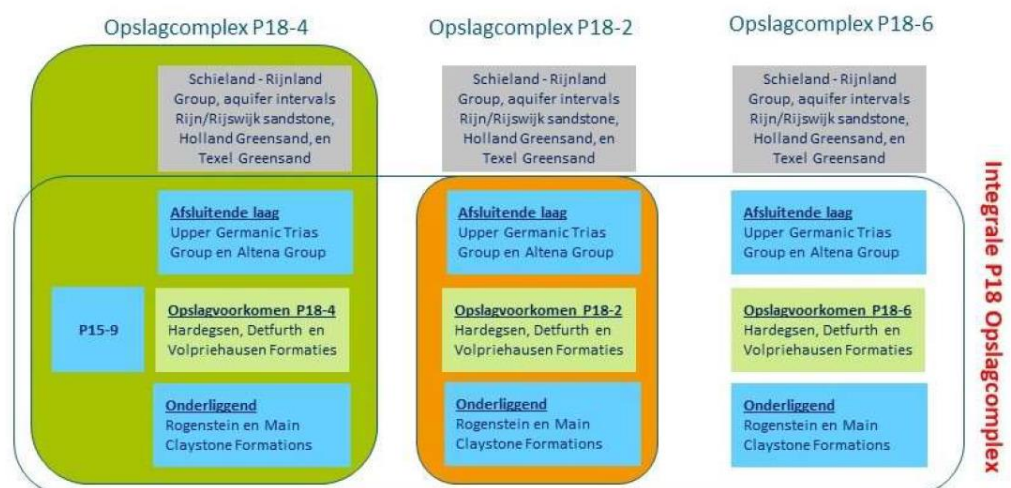 Opslagcomplex P18-4
Schieland - Rijnland
Group, aquifer intervals
Rijn/Rijswijk sandstone,
Holland Greensand, en
Texel Greensand
Afsluitende laag
Upper Germanic Trias
Group en Altena Group
P15-9
Opslagvoorkomen P18-4
Hardegsen, Detfurth en
Volpriehausen Formaties
Onderliggend
Rogenstein en Main
Claystone Formations
Opslagcomplex P18-2
Schieland - Rijnland
Group, aquifer intervals
Rijn/Rijswijk sandstone,
Holland Greensand, en
Texel Greensand
Afsluitende laag
Upper Germanic Trias
Group en Altena Group
Opslagvoorkomen P18-2
Hardegsen, Detfurth en
Volpriehausen Formaties
Onderliggend
Rogenstein en Main
Claystone Formations
Opslagcomplex P18-6
Schieland - Rijnland
Group, aquifer intervals
Rijn/Rijswijk sandstone,
Holland Greensand, en
Texel Greensand
Afsluitende laag
Upper Germanic Trias
Group en Altena Group
Opslagvoorkomen P18-6
Hardegsen, Detfurth en
Volpriehausen Formaties
Onderliggend
Rogenstein en Main
Claystone Formations
Integrale P18 Opslagcomplex